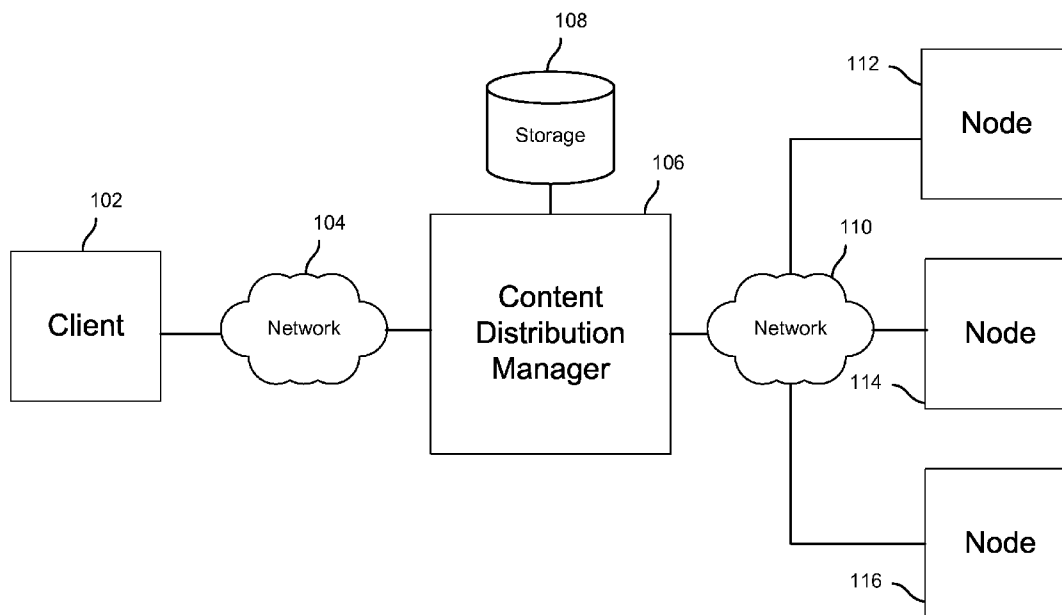 108
112
Node
Storage
106
102
104
110
Client
Network
Content
Distribution
Manager
Network
Node
114
Node
116